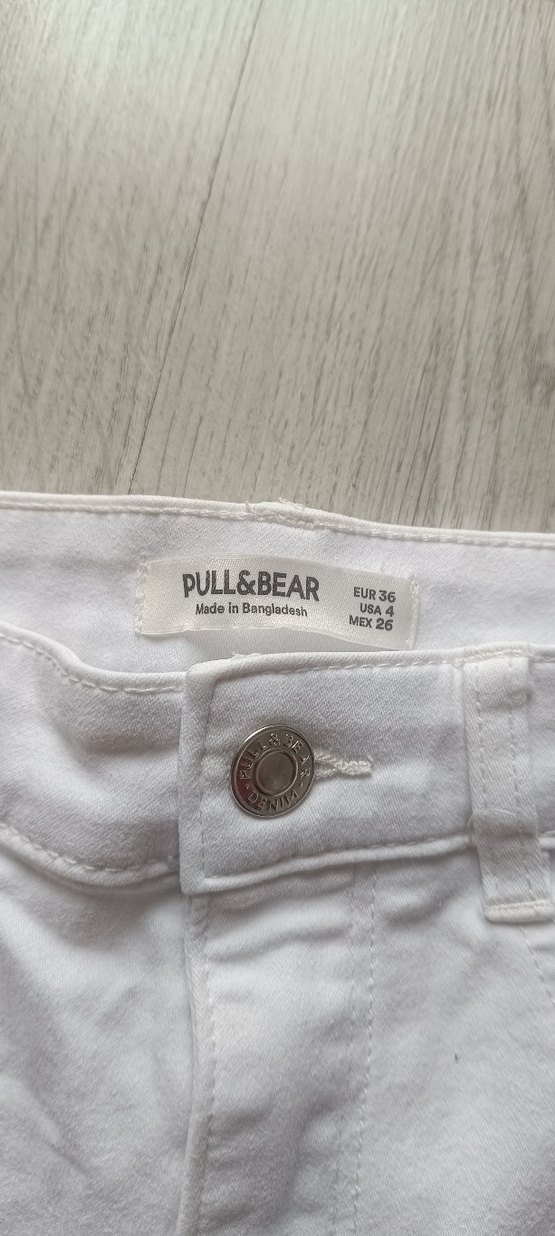 PULL&BEAR
Made in Bangladesh
EUR 36
USA 4
MEX 26
PULL&BEAR
DENIM